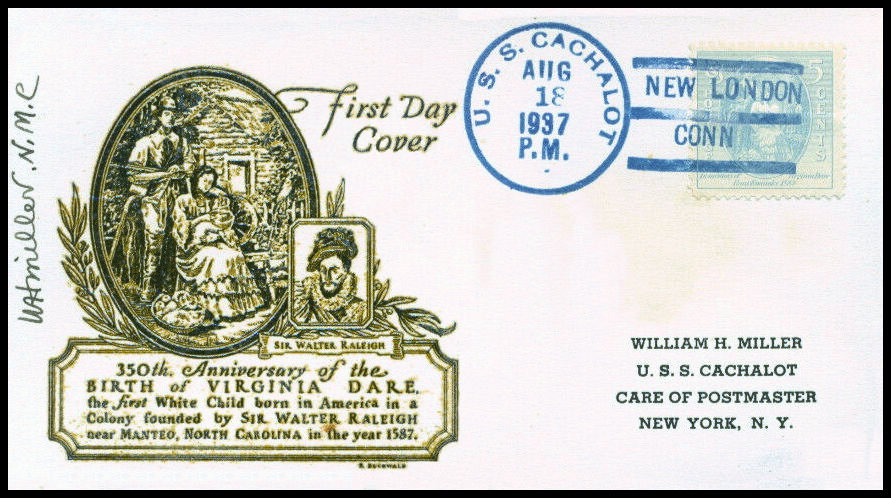 First Day
Cover
U. S. S. CACHALOT
AUG
18
1937
P.M.
NEW LONDON
CONN
5
CENTS
WHMiller. N.M.C
SIR WALTER RALEIGH
350th. Anniversary of the
BIRTH of VIRGINIA DARE,
the first White Child born in America in a
Colony founded by SIR WALTER RALEIGH
near MANTEO, NORTH CAROLINA in the year 1587.
WILLIAM H. MILLER
U. S. S. CACHALOT
CARE OF POSTMASTER
NEW YORK, N. Y.